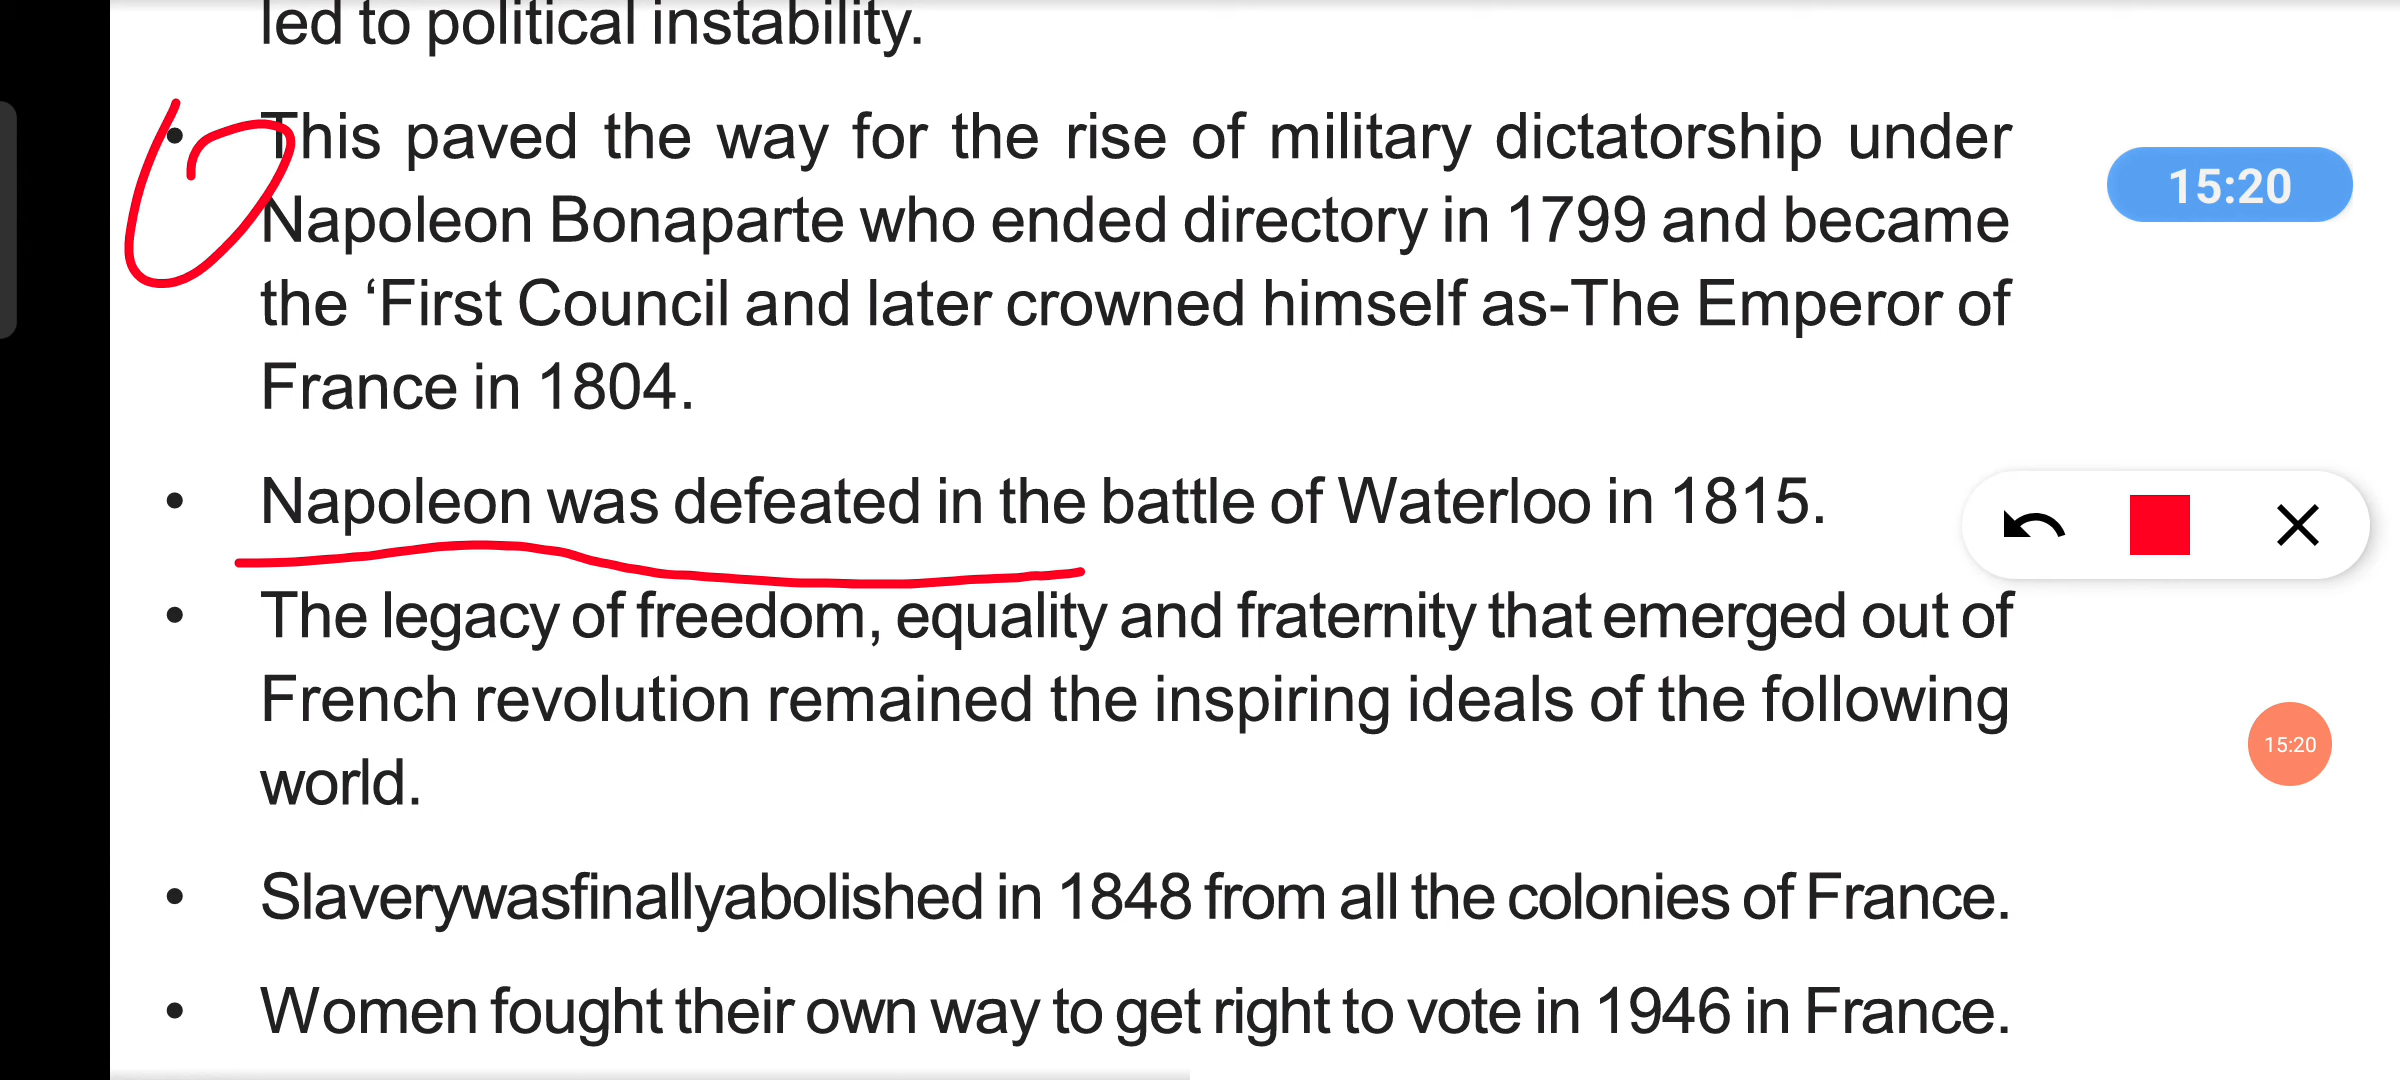 led to political instability.
• This paved the way for the rise of military dictatorship under
Napoleon Bonaparte who ended directory in 1799 and became
the ‘First Council and later crowned himself as-The Emperor of
France in 1804.
• Napoleon was defeated in the battle of Waterloo in 1815.
• The legacy of freedom, equality and fraternity that emerged out of
French revolution remained the inspiring ideals of the following
world.
• Slaverywasfinallyabolished in 1848 from all the colonies of France.
• Women fought their own way to get right to vote in 1946 in France.
15:20
15:20